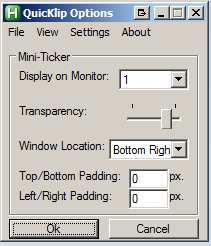 QuicKlip Options
File View Settings About
Mini-Ticker
Display on Monitor: 1
Transparency:
Window Location: Bottom Righ
Top/Bottom Padding: 0 px.
Left/Right Padding: 0 px.
Ok Cancel